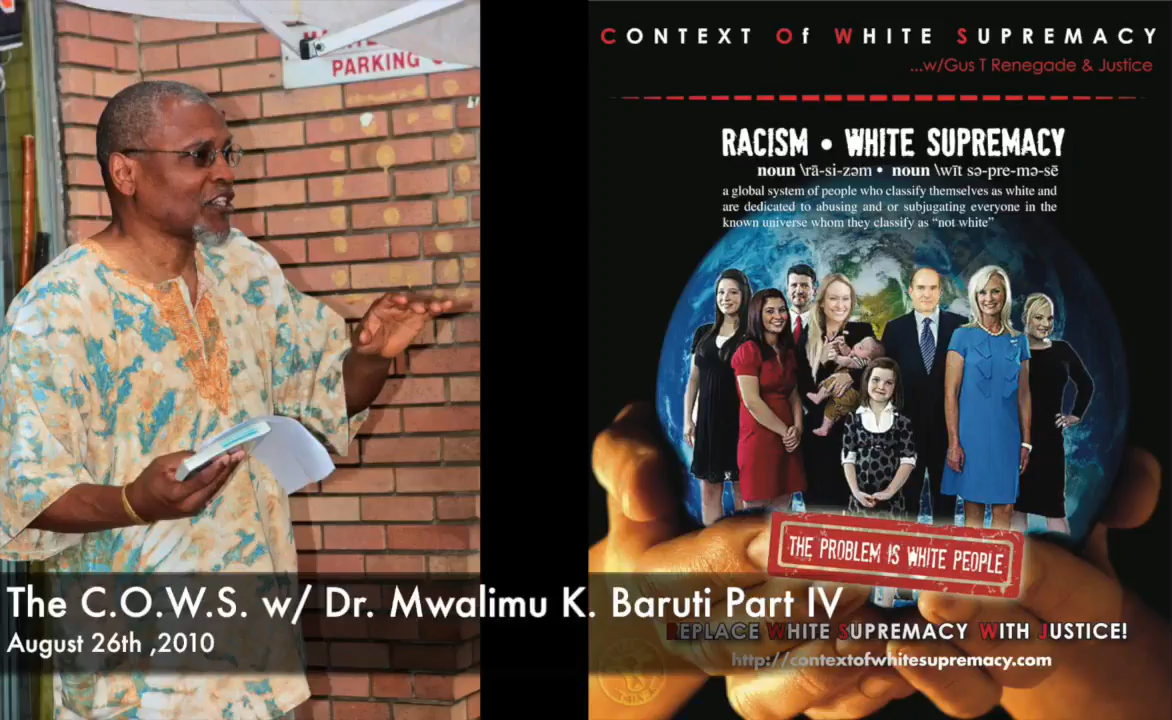 PARKING
CONTEXT Of WHITE SUPREMACY
...w/Gus T Renegade & Justice
RACISM • WHITE SUPREMACY
noun \rā-si-zəm • noun \wīt sə-pre-mə-sē
a global system of people who classify themselves as white and
are dedicated to abusing and or subjugating everyone in the
known universe whom they classify as “not white”
THE PROBLEM IS WHITE PEOPLE
The C.O.W.S. w/ Dr. Mwalimu K. Baruti Part IV
August 26th ,2010
REPLACE WHITE SUPREMACY WITH JUSTICE!
http://contextofwhitesupremacy.com